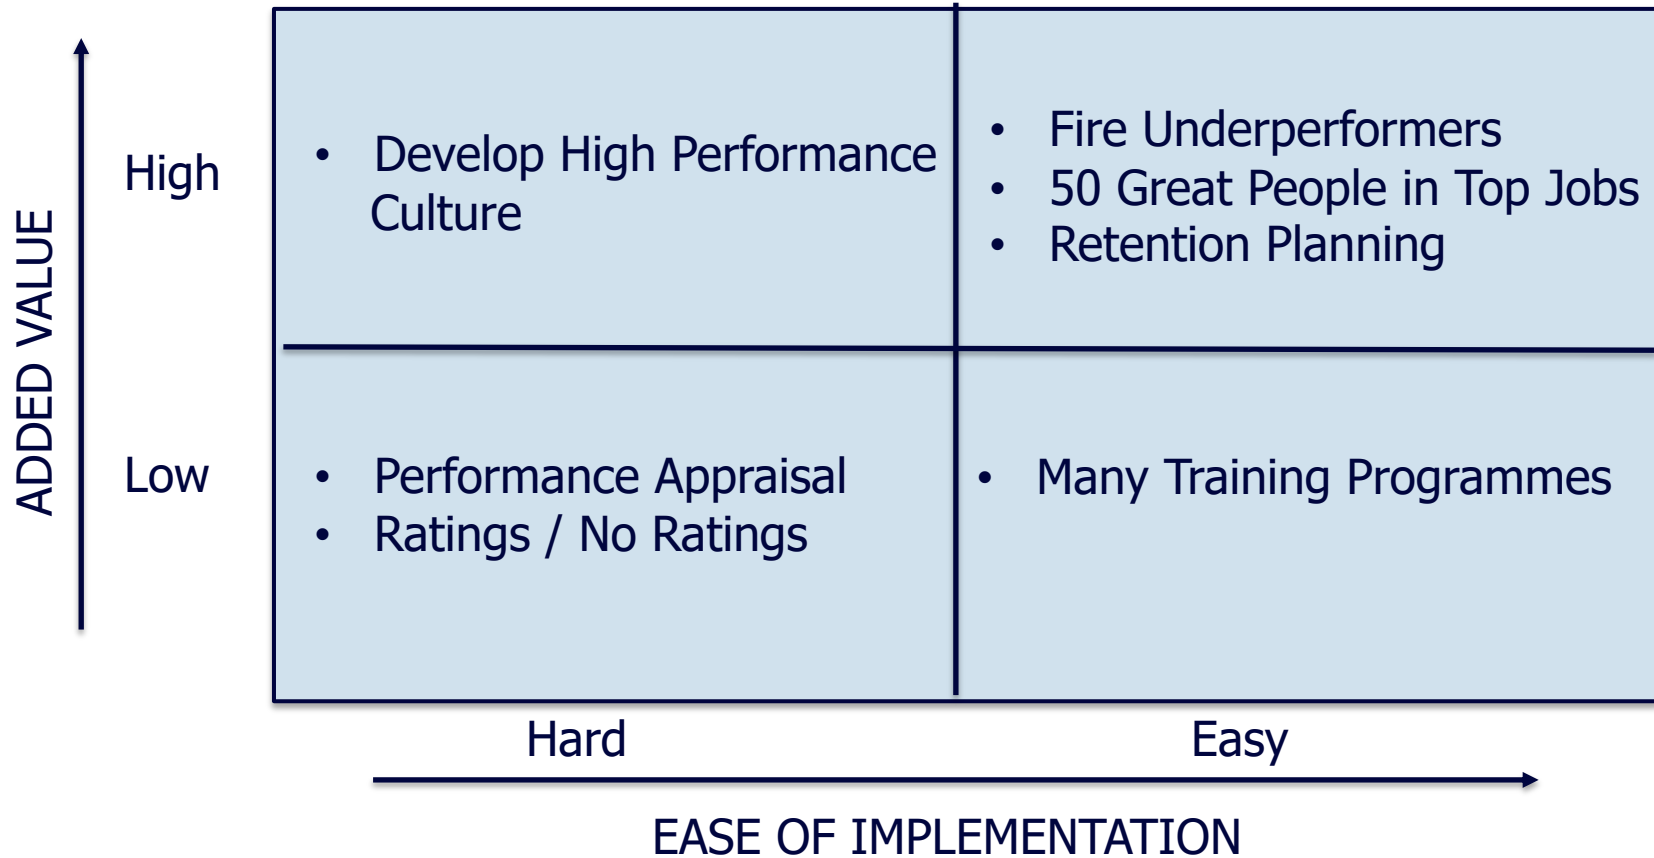 ADDED VALUE
High
• Develop High Performance
Culture
• Fire Underperformers
• 50 Great People in Top Jobs
• Retention Planning
Low
• Performance Appraisal
• Ratings / No Ratings
• Many Training Programmes
Hard
Easy
EASE OF IMPLEMENTATION